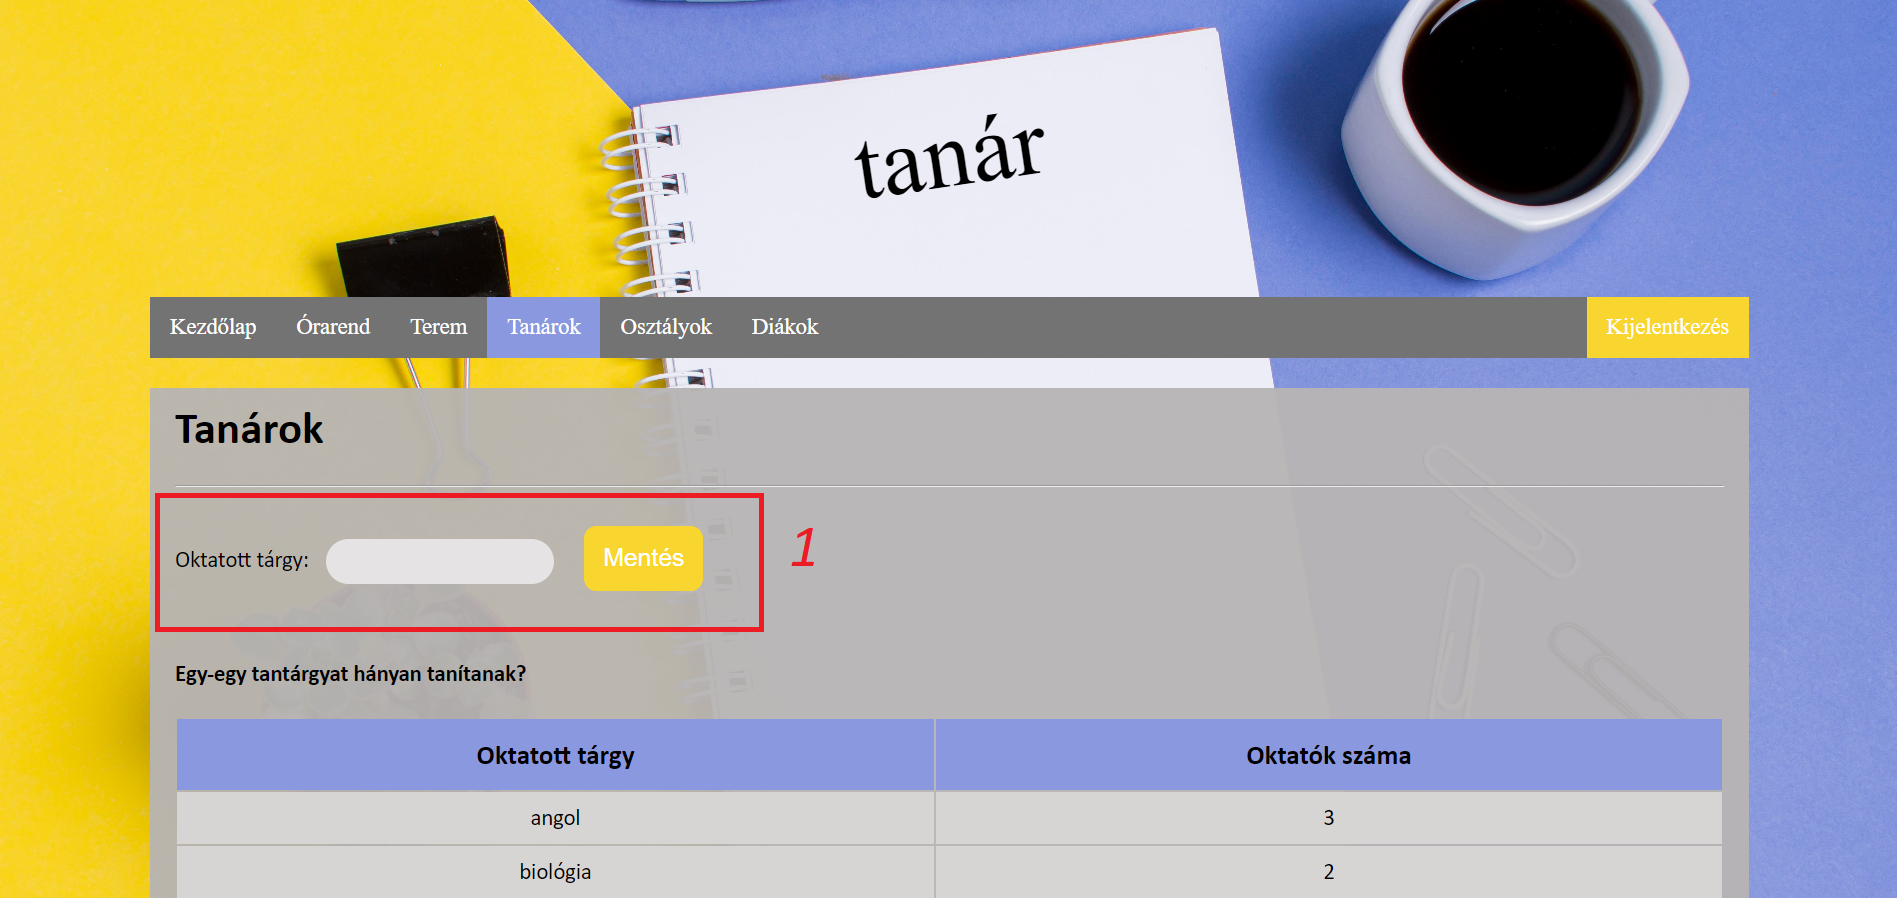 tanár
Kezdőlap Órarend Terem Tanárok Osztályok Diákok Kijelentkezés
Tanárok
Oktatott tárgy: Mentés 1
Egy-egy tantárgyat hányan tanítanak?
Oktatott tárgy Oktatók száma
angol 3
biológia 2